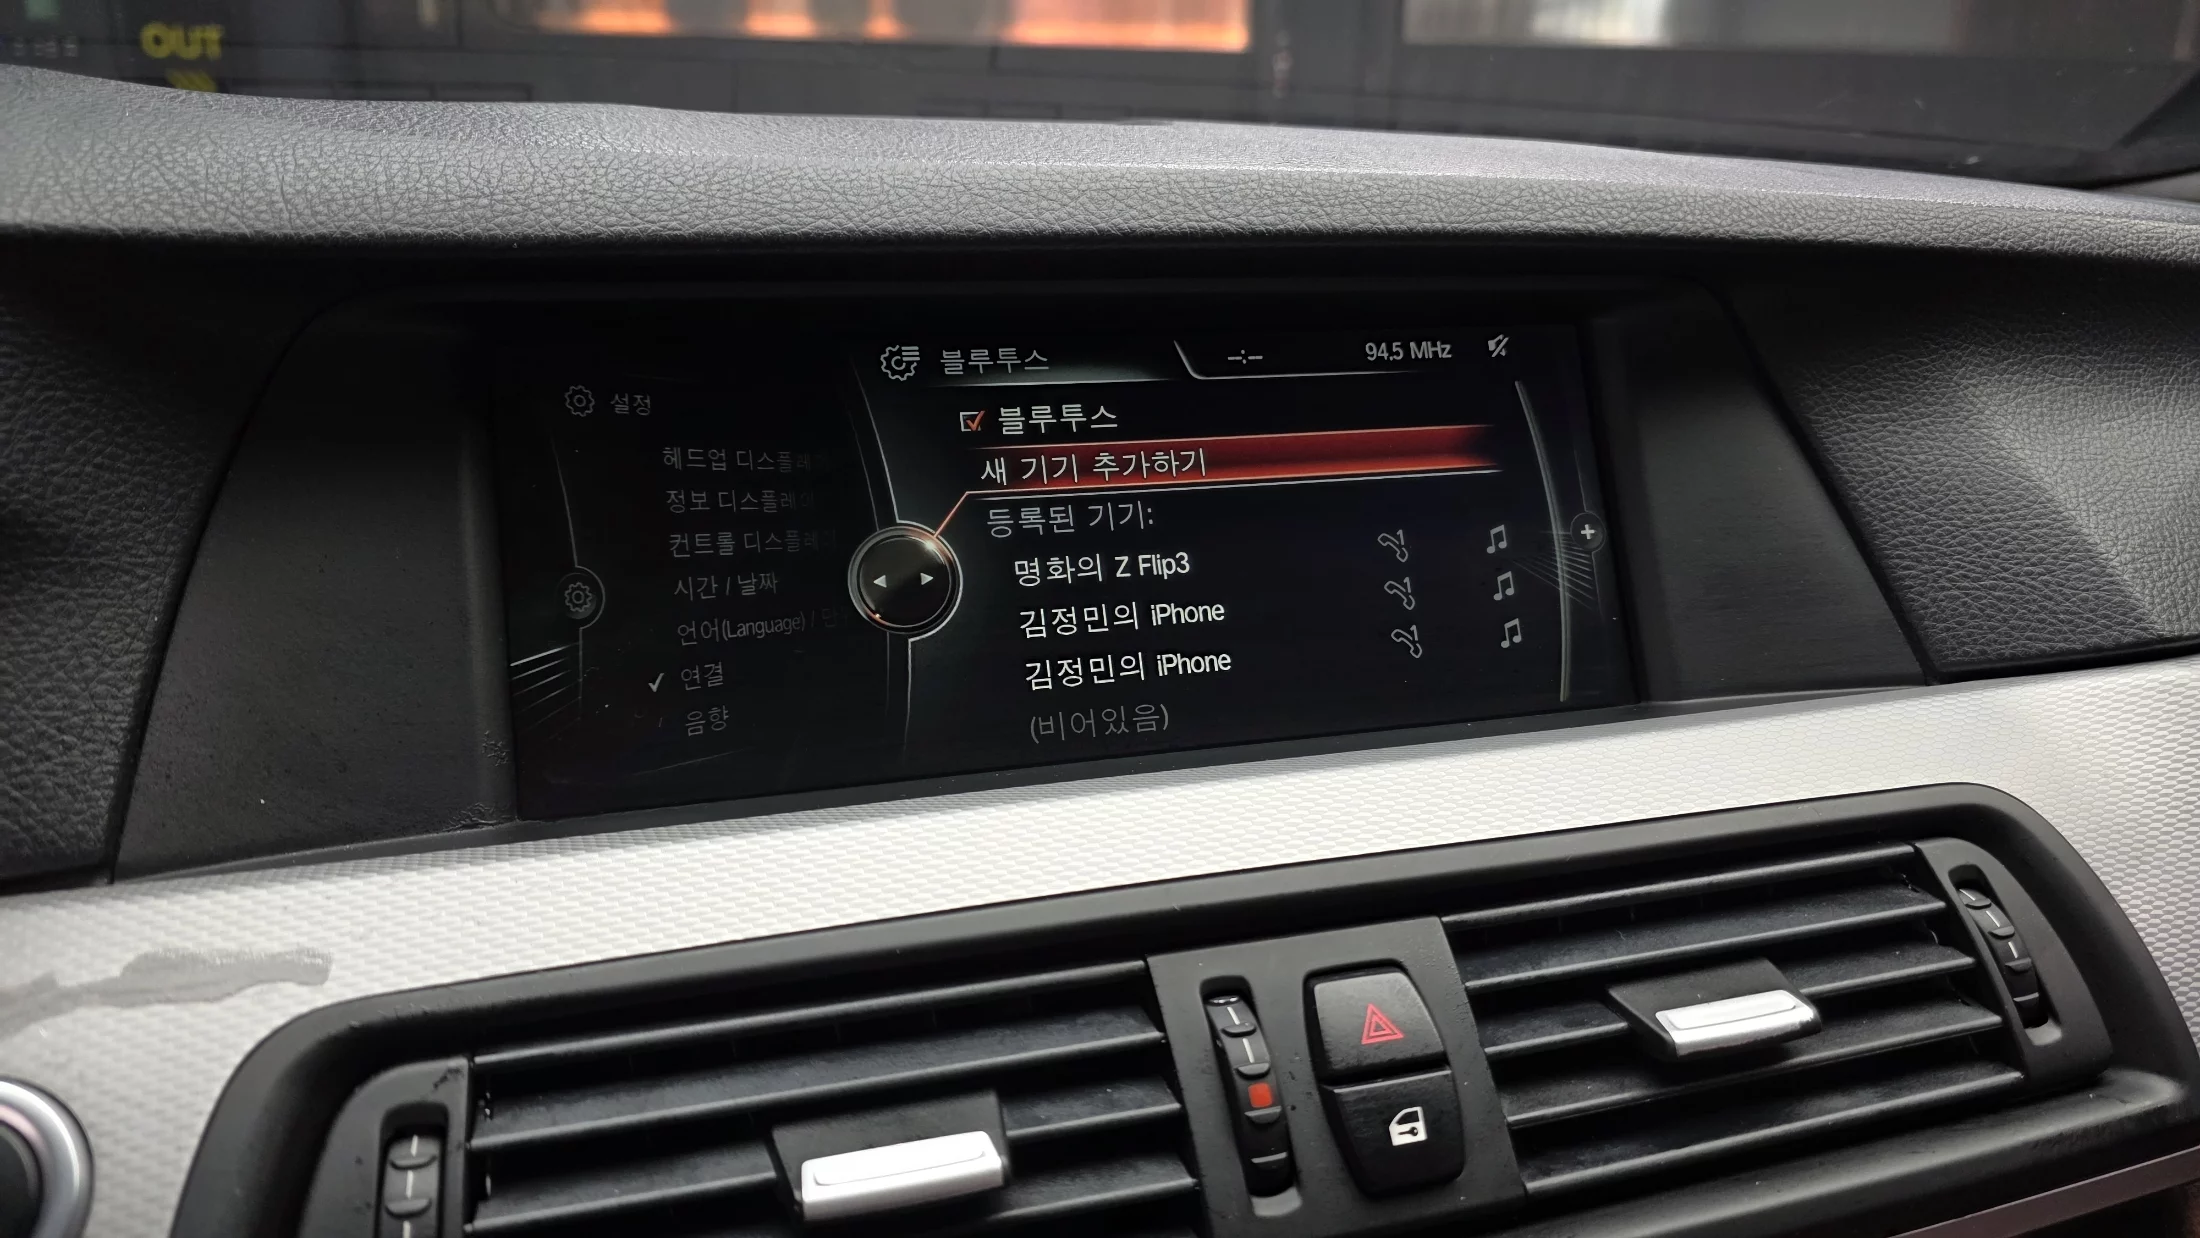 OUT
블루투스
--:--
94.5 MHz
설정
헤드업 디스플레
정보 디스플레
컨트롤 디스플레
시간 / 날짜
언어(Language) / 단
연결
음향
블루투스
새 기기 추가하기
등록된 기기:
명화의 Z Flip3
김정민의 iPhone
김정민의 iPhone
(비어있음)